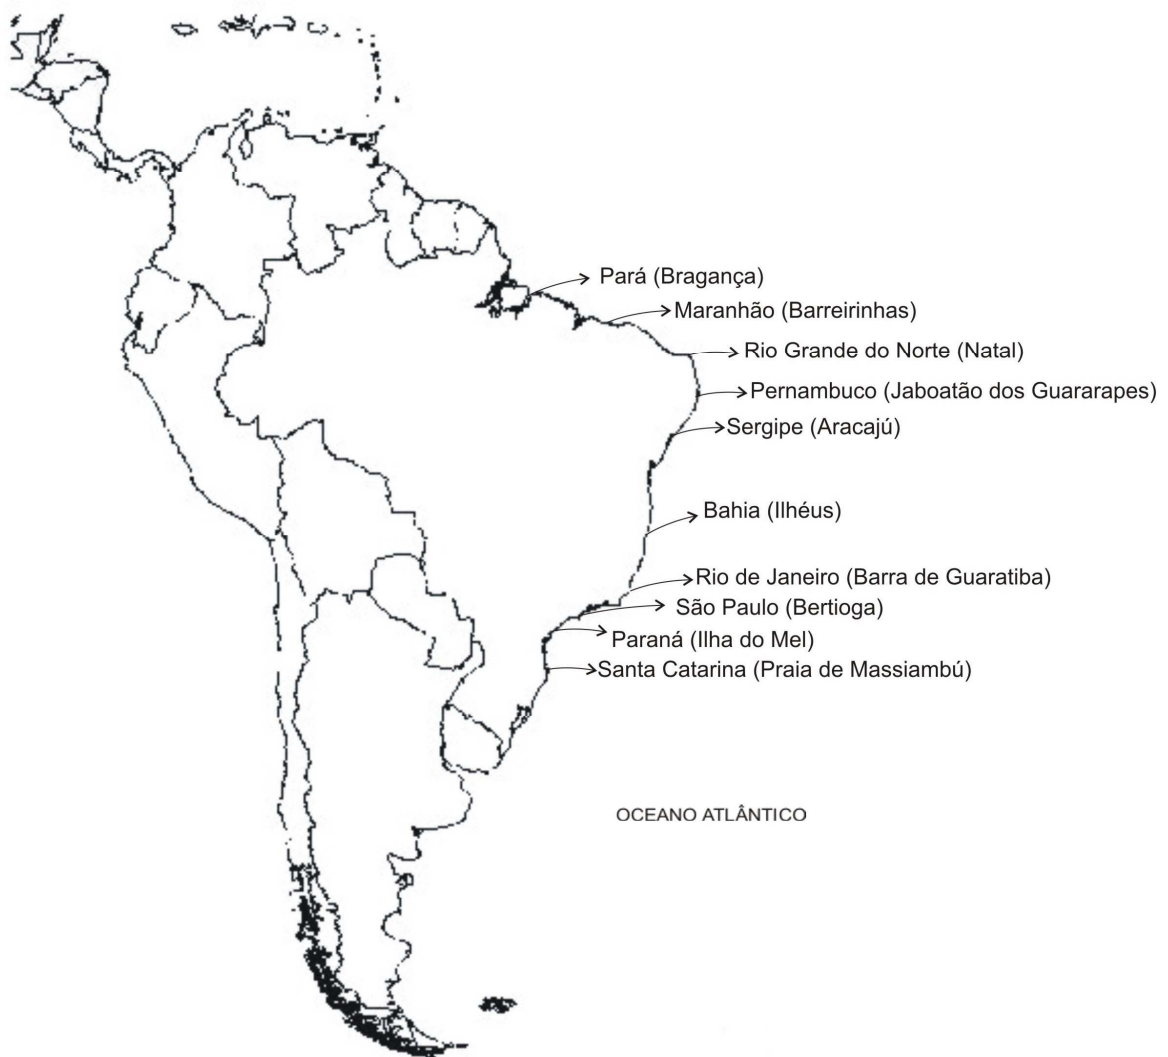 Pará (Bragança)
Maranhão (Barreirinhas)
Rio Grande do Norte (Natal)
Pernambuco (Jaboatão dos Guararapes)
Sergipe (Aracajú)
Bahia (Ilhéus)
Rio de Janeiro (Barra de Guaratiba)
São Paulo (Bertioga)
Paraná (Ilha do Mel)
Santa Catarina (Praia de Massiambú)
OCEANO ATLÂNTICO